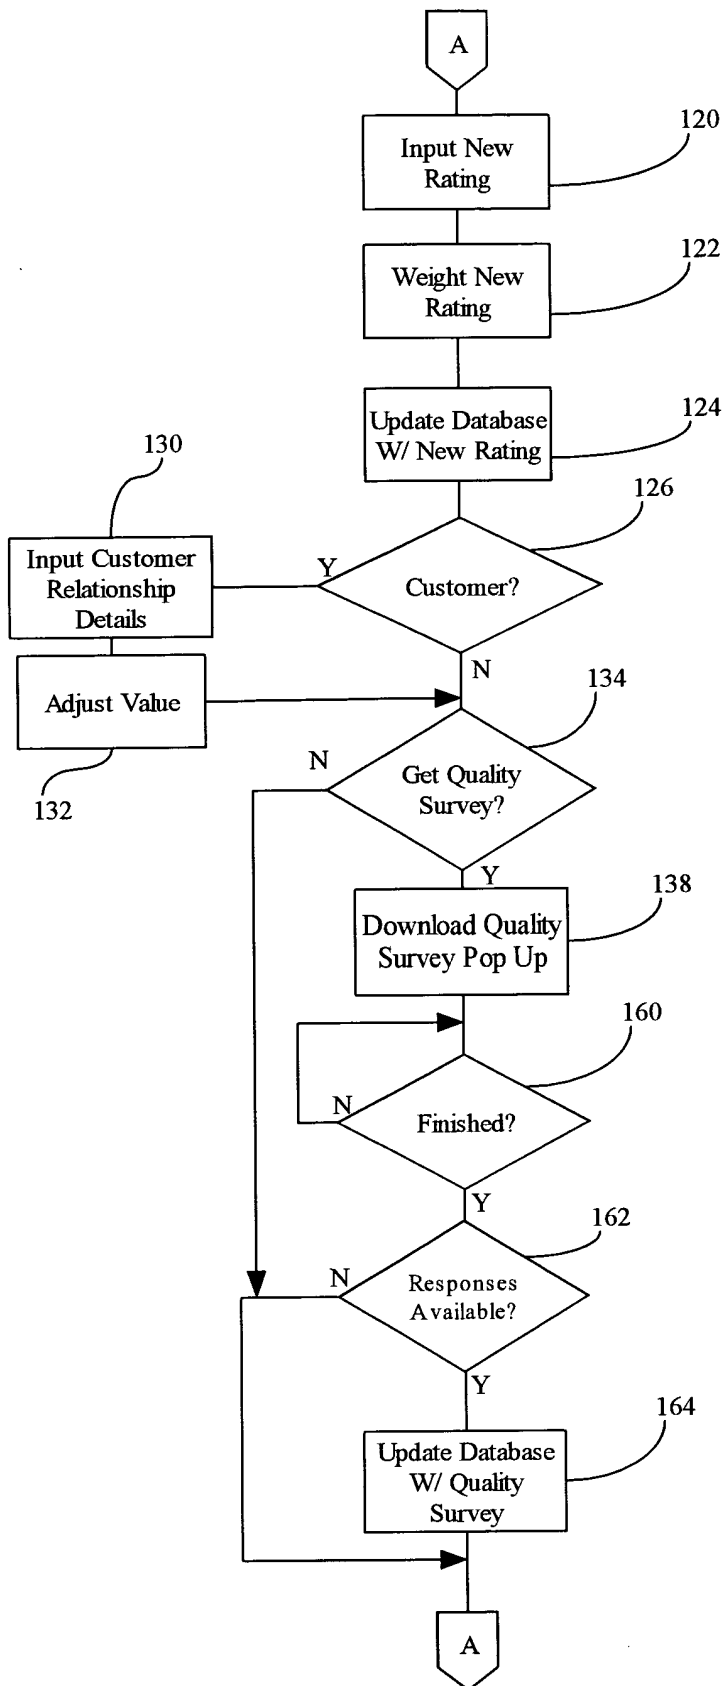 A
120
Input New
Rating
122
Weight New
Rating
124
Update Database
W/ New Rating
130
126
Input Customer
Relationship
Details
Y
Customer?
N
134
Adjust Value
132
N
Get Quality
Survey?
Y
138
Download Quality
Survey Pop Up
160
N
Finished?
Y
162
N
Responses
Available?
Y
164
Update Database
W/ Quality
Survey
A